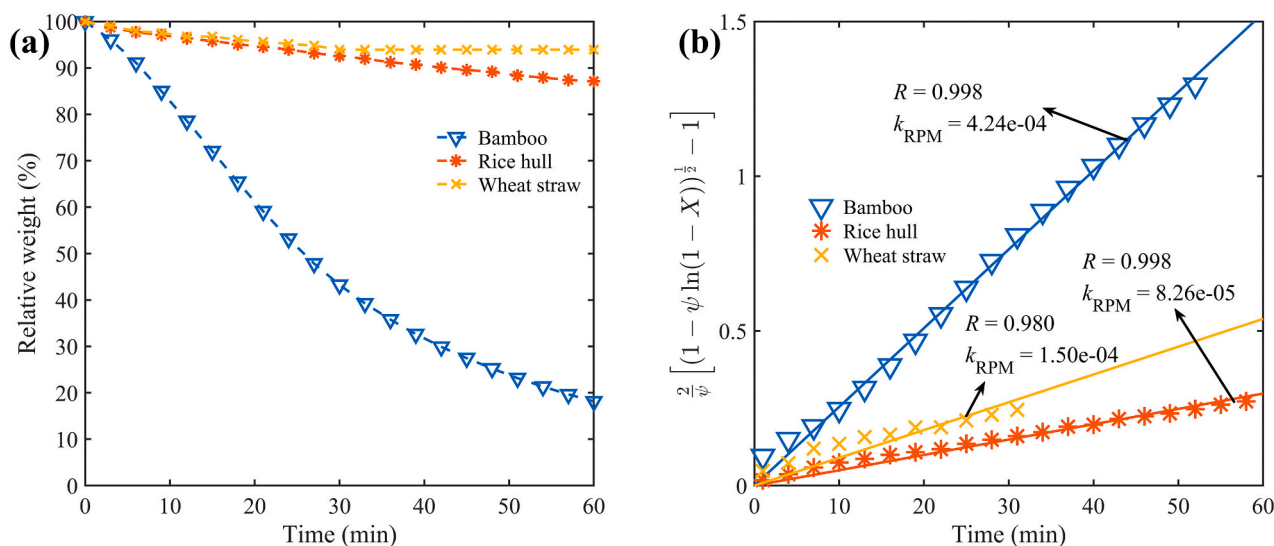 (a)
100
90
80
70
60
50
40
30
20
10
0
Relative weight (%)
Bamboo
Rice hull
Wheat straw
0 10 20 30 40 50 60
Time (min)
(b)
1.5
1
0.5
0
2/ψ [(1 − ψ ln(1 − X))^{1/2} − 1]
R = 0.998
k_RPM = 4.24e-04
Bamboo
Rice hull
Wheat straw
R = 0.998
k_RPM = 8.26e-05
R = 0.980
k_RPM = 1.50e-04
0 10 20 30 40 50 60
Time (min)